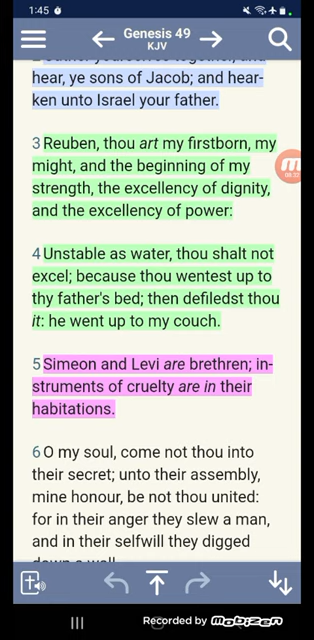 1:45
Genesis 49
KJV
hear, ye sons of Jacob; and hear-
ken unto Israel your father.
3 Reuben, thou art my firstborn, my
might, and the beginning of my
strength, the excellency of dignity,
and the excellency of power:
4 Unstable as water, thou shalt not
excel; because thou wentest up to
thy father's bed; then defiledst thou
it: he went up to my couch.
5 Simeon and Levi are brethren; in-
struments of cruelty are in their
habitations.
6 O my soul, come not thou into
their secret; unto their assembly,
mine honour, be not thou united:
for in their anger they slew a man,
and in their selfwill they digged
down a wall.
Recorded by mobizen